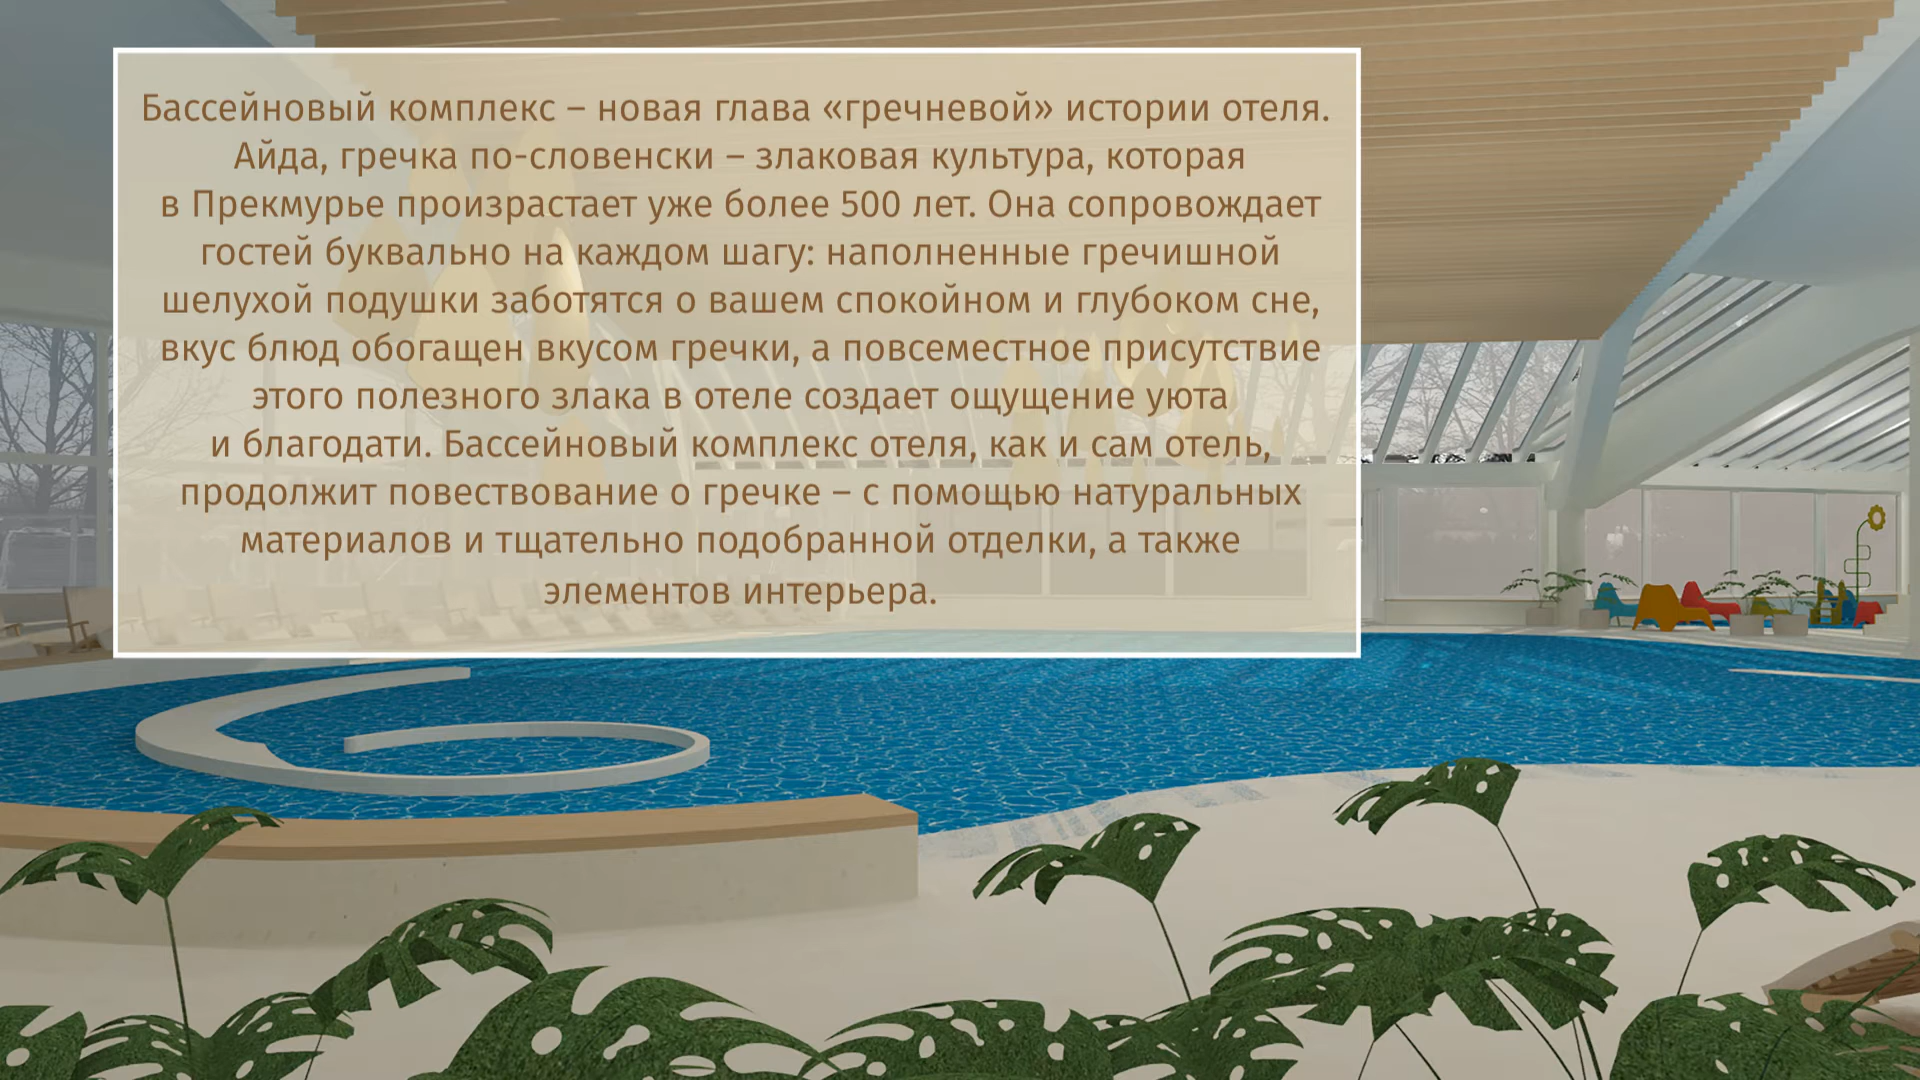 Бассейновый комплекс – новая глава «гречневой» истории отеля.
Айда, гречка по-словенски – злаковая культура, которая
в Прекмурье произрастает уже более 500 лет. Она сопровождает
гостей буквально на каждом шагу: наполненные гречишной
шелухой подушки заботятся о вашем спокойном и глубоком сне,
вкус блюд обогащен вкусом гречки, а повсеместное присутствие
этого полезного злака в отеле создает ощущение уюта
и благодати. Бассейновый комплекс отеля, как и сам отель,
продолжит повествование о гречке – с помощью натуральных
материалов и тщательно подобранной отделки, а также
элементов интерьера.